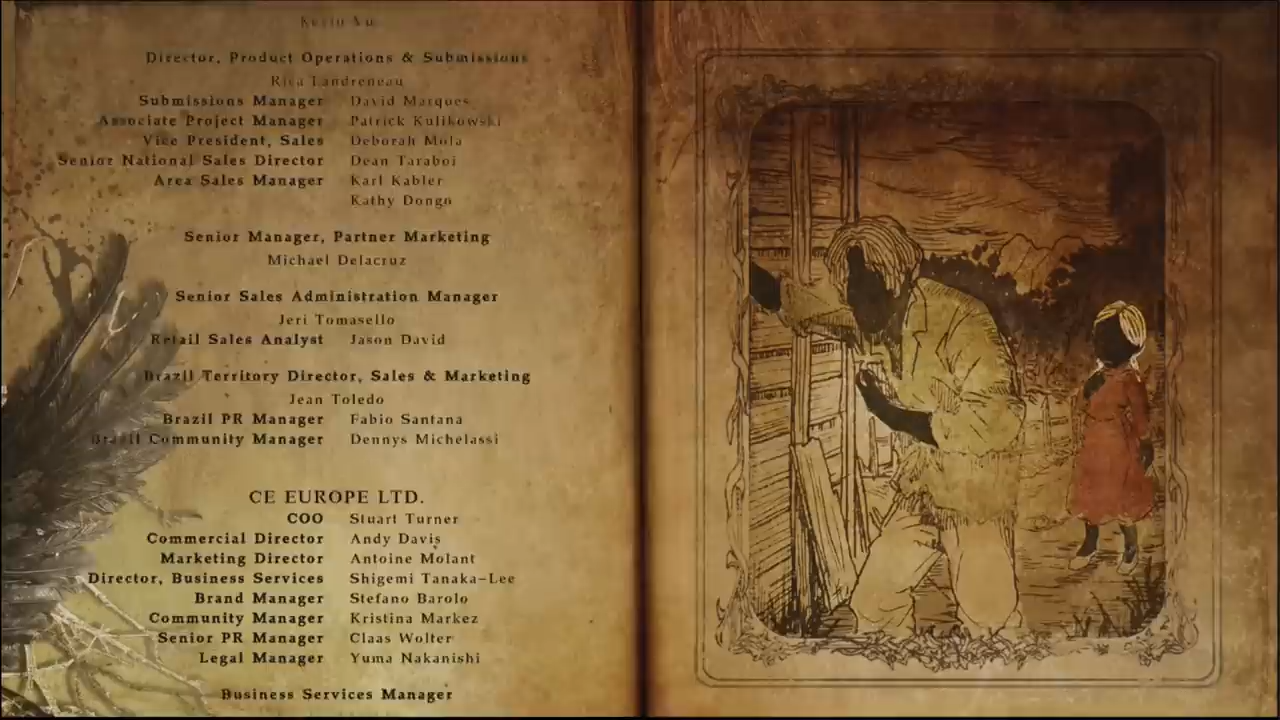 Kevin Xu
Director, Product Operations & Submissions
Rica Landreneau
Submissions Manager David Marques
Associate Project Manager Patrick Kulikowski
Vice President, Sales Deborah Mola
Senior National Sales Director Dean Taraboi
Area Sales Manager Karl Kabler
Kathy Dongo
Senior Manager, Partner Marketing
Michael Delacruz
Senior Sales Administration Manager
Jeri Tomasello
Retail Sales Analyst Jason David
Brazil Territory Director, Sales & Marketing
Jean Toledo
Brazil PR Manager Fabio Santana
Brazil Community Manager Dennys Michelassi
CE EUROPE LTD.
COO Stuart Turner
Commercial Director Andy Davis
Marketing Director Antoine Molant
Director, Business Services Shigemi Tanaka-Lee
Brand Manager Stefano Barolo
Community Manager Kristina Markez
Senior PR Manager Claas Wolter
Legal Manager Yuma Nakanishi
Business Services Manager